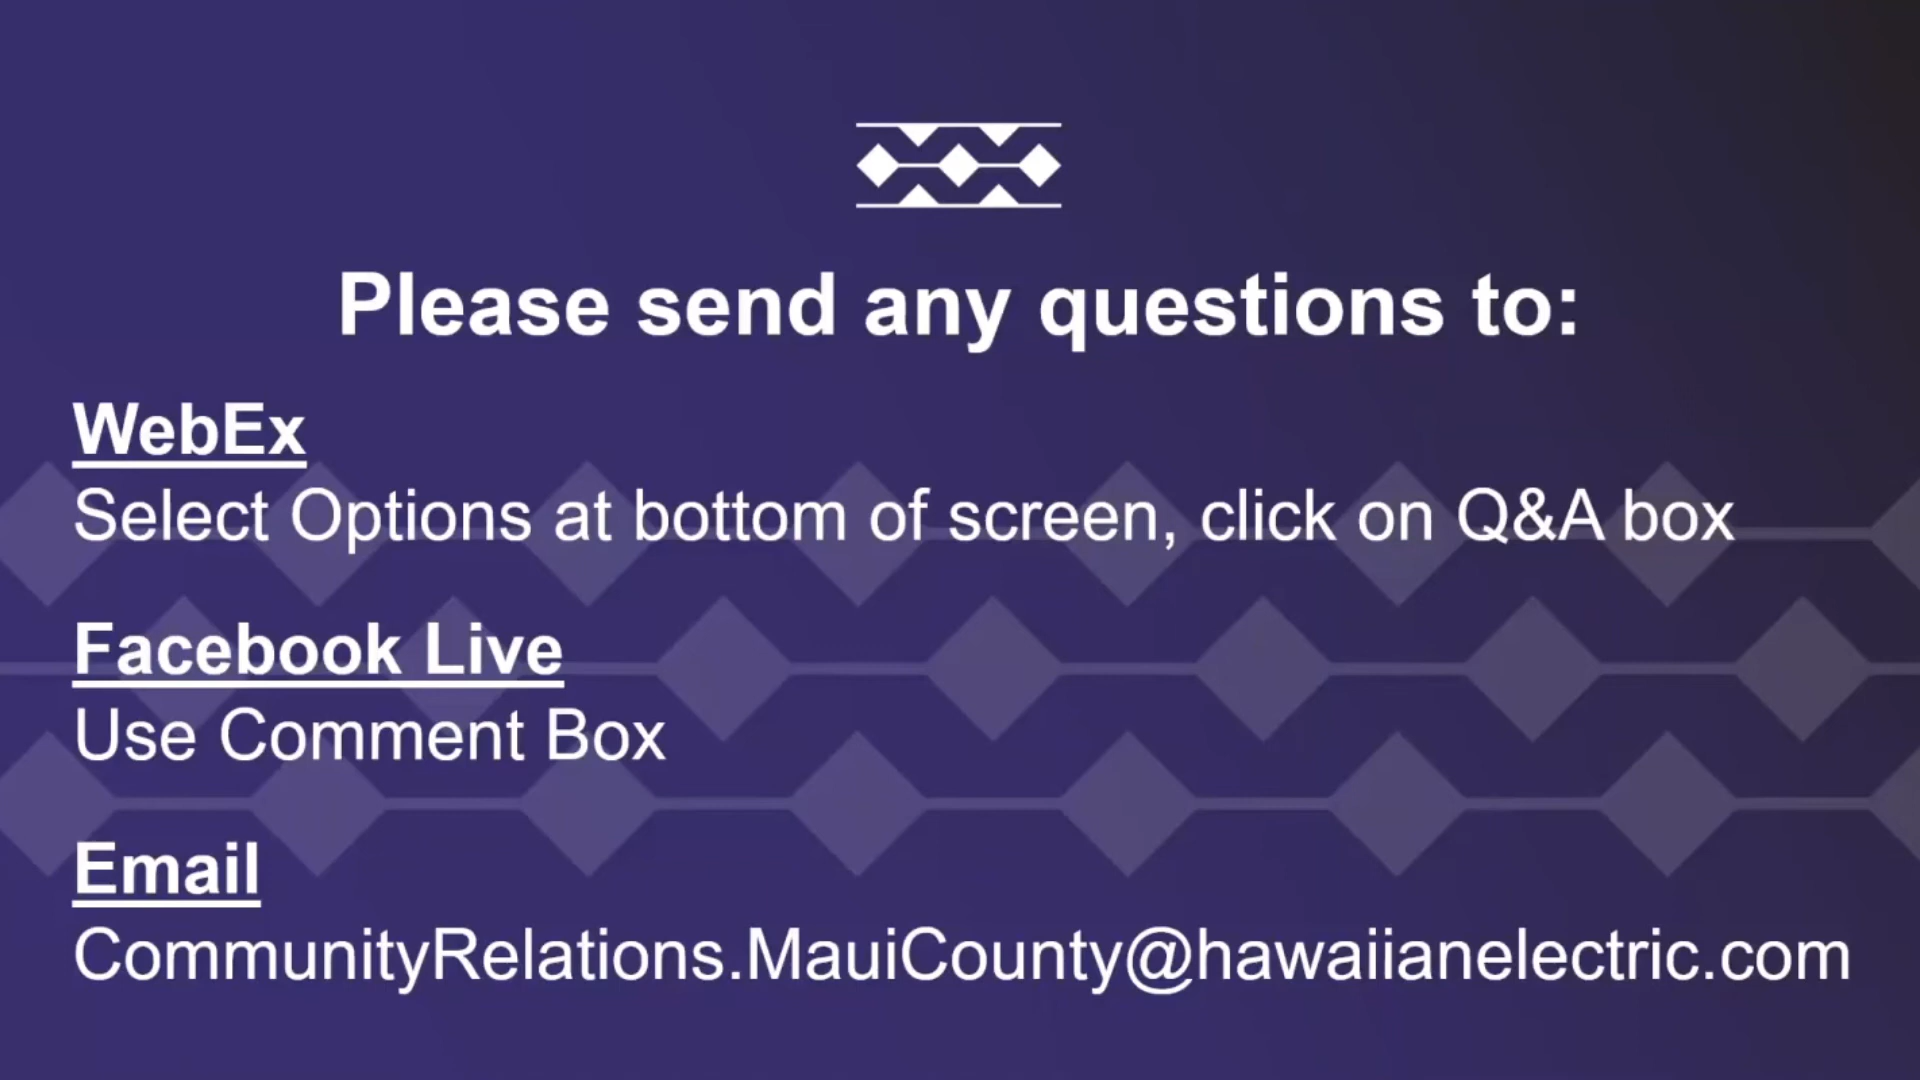 Please send any questions to:
WebEx
Select Options at bottom of screen, click on Q&A box
Facebook Live
Use Comment Box
Email
CommunityRelations.MauiCounty@hawaiianelectric.com